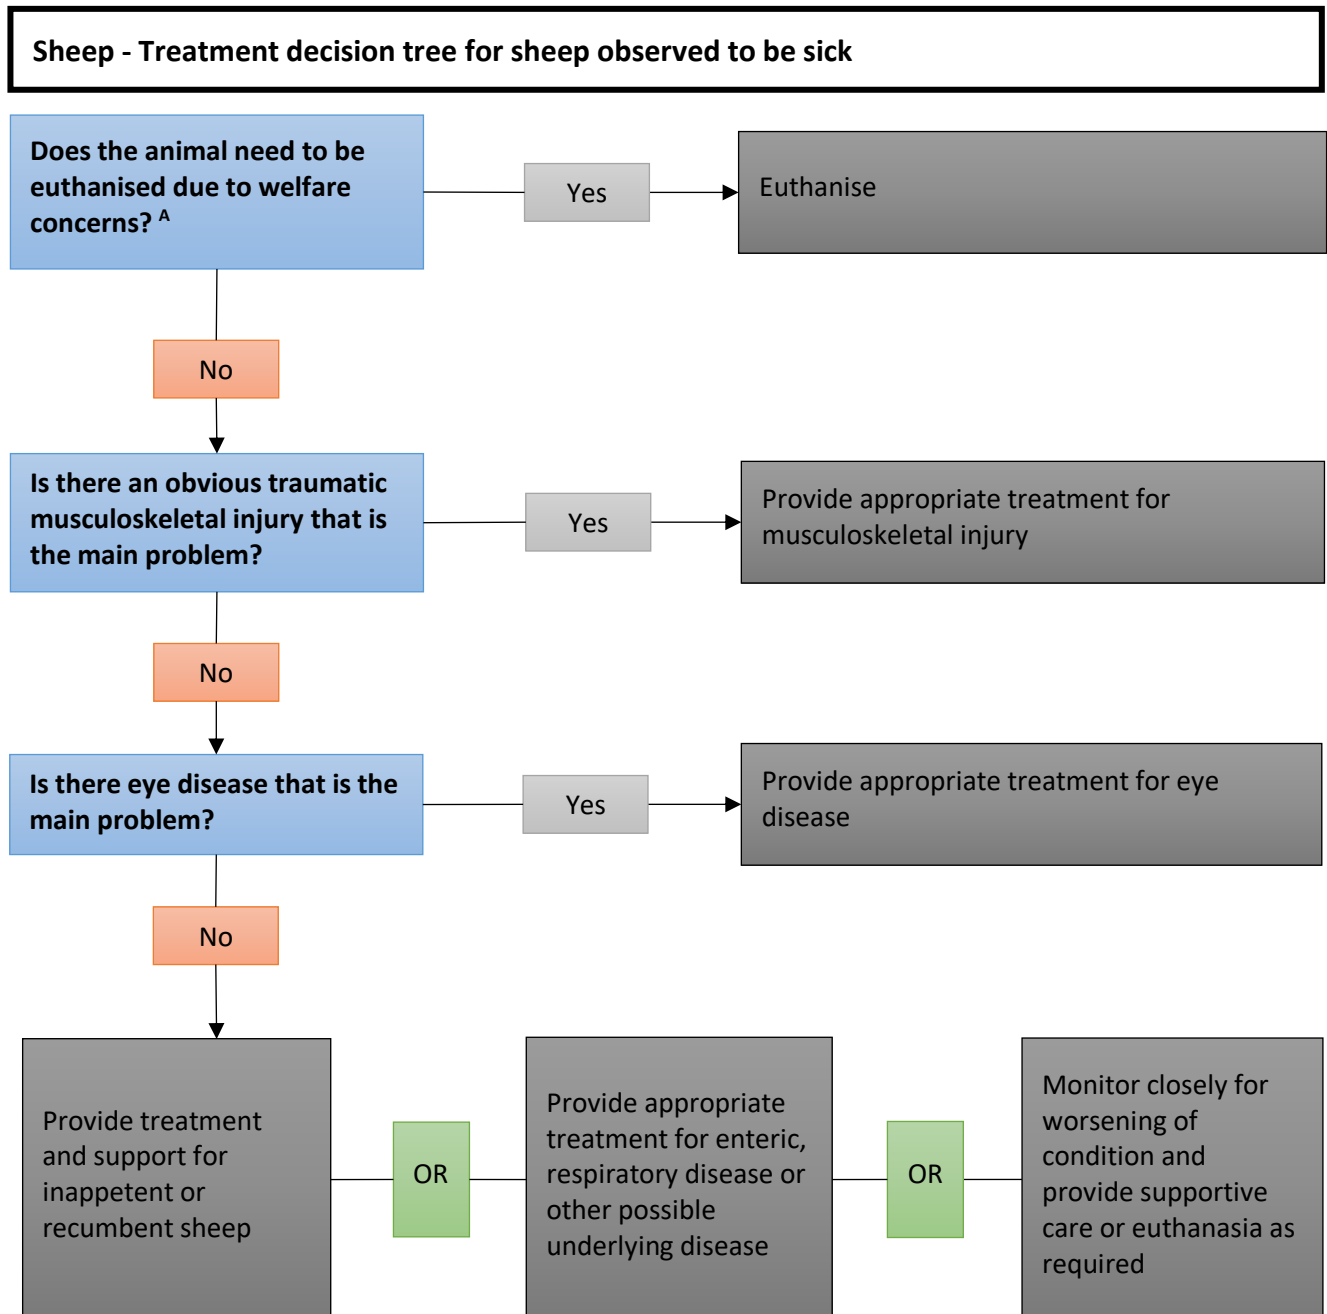 Sheep - Treatment decision tree for sheep observed to be sick
Does the animal need to be
euthanised due to welfare
concerns? A
Yes
Euthanise
No
Is there an obvious traumatic
musculoskeletal injury that is
the main problem?
Yes
Provide appropriate treatment for
musculoskeletal injury
No
Is there eye disease that is the
main problem?
Yes
Provide appropriate treatment for eye
disease
No
Provide treatment
and support for
inappetent or
recumbent sheep
OR
Provide appropriate
treatment for enteric,
respiratory disease or
other possible
underlying disease
OR
Monitor closely for
worsening of
condition and
provide supportive
care or euthanasia as
required